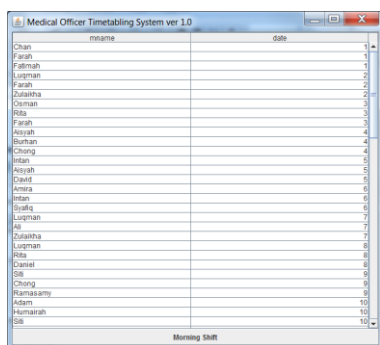 Medical Officer Timetabling System ver 1.0
mname date
Chan 1
Farah 1
Fatimah 1
Luqman 2
Farah 2
Zulaikha 2
Osman 3
Rita 3
Farah 3
Aisyah 4
Burhan 4
Chong 4
Intan 5
Aisyah 5
David 5
Amira 6
Intan 6
Syafiq 6
Luqman 7
Ali 7
Zulaikha 7
Luqman 8
Rita 8
Daniel 8
Siti 9
Chong 9
Ramasamy 9
Adam 10
Humairah 10
Siti 10
Morning Shift